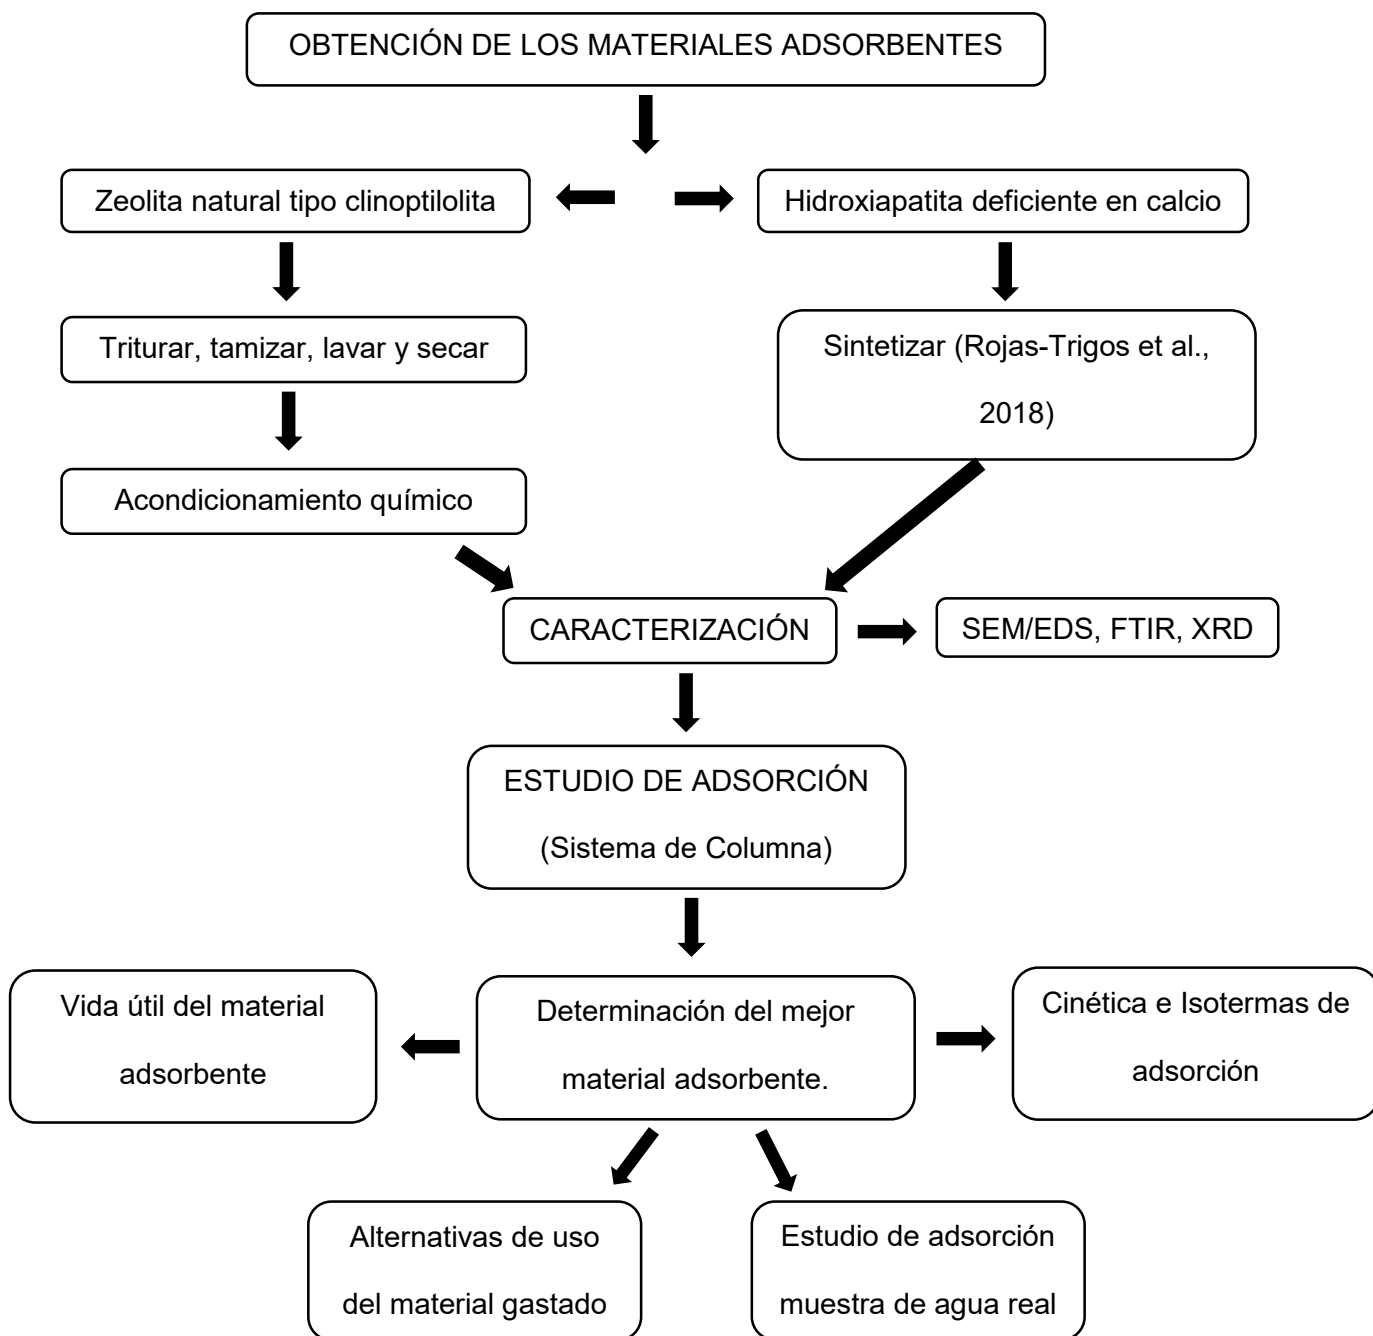 OBTENCIÓN DE LOS MATERIALES ADSORBENTES
Zeolita natural tipo clinoptilolita
Hidroxiapatita deficiente en calcio
Triturar, tamizar, lavar y secar
Sintetizar (Rojas-Trigos et al.,
2018)
Acondicionamiento químico
CARACTERIZACIÓN
SEM/EDS, FTIR, XRD
ESTUDIO DE ADSORCIÓN
(Sistema de Columna)
Vida útil del material
adsorbente
Determinación del mejor
material adsorbente.
Cinética e Isotermas de
adsorción
Alternativas de uso
del material gastado
Estudio de adsorción
muestra de agua real